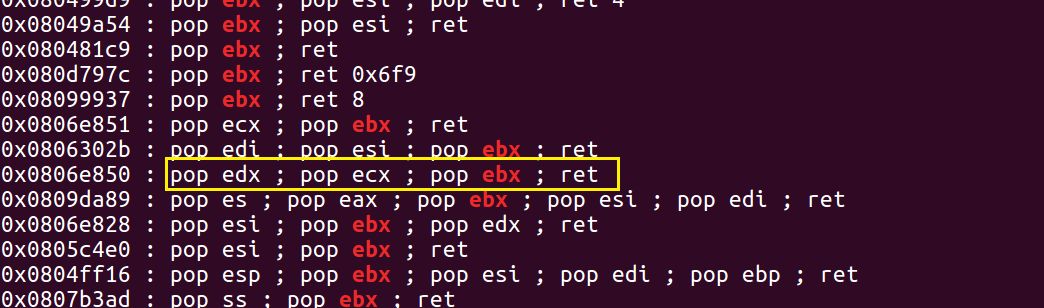 0x080499d9 : pop ebx ; pop esi ; pop edi ; ret 4
0x08049a54 : pop ebx ; pop esi ; ret
0x080481c9 : pop ebx ; ret
0x080d797c : pop ebx ; ret 0x6f9
0x08099937 : pop ebx ; ret 8
0x0806e851 : pop ecx ; pop ebx ; ret
0x0806302b : pop edi ; pop esi ; pop ebx ; ret
0x0806e850 : pop edx ; pop ecx ; pop ebx ; ret
0x0809da89 : pop es ; pop eax ; pop ebx ; pop esi ; pop edi ; ret
0x0806e828 : pop esi ; pop ebx ; pop edx ; ret
0x0805c4e0 : pop esi ; pop ebx ; ret
0x0804ff16 : pop esp ; pop ebx ; pop esi ; pop edi ; pop ebp ; ret
0x0807b3ad : pop ss ; pop ebx ; ret